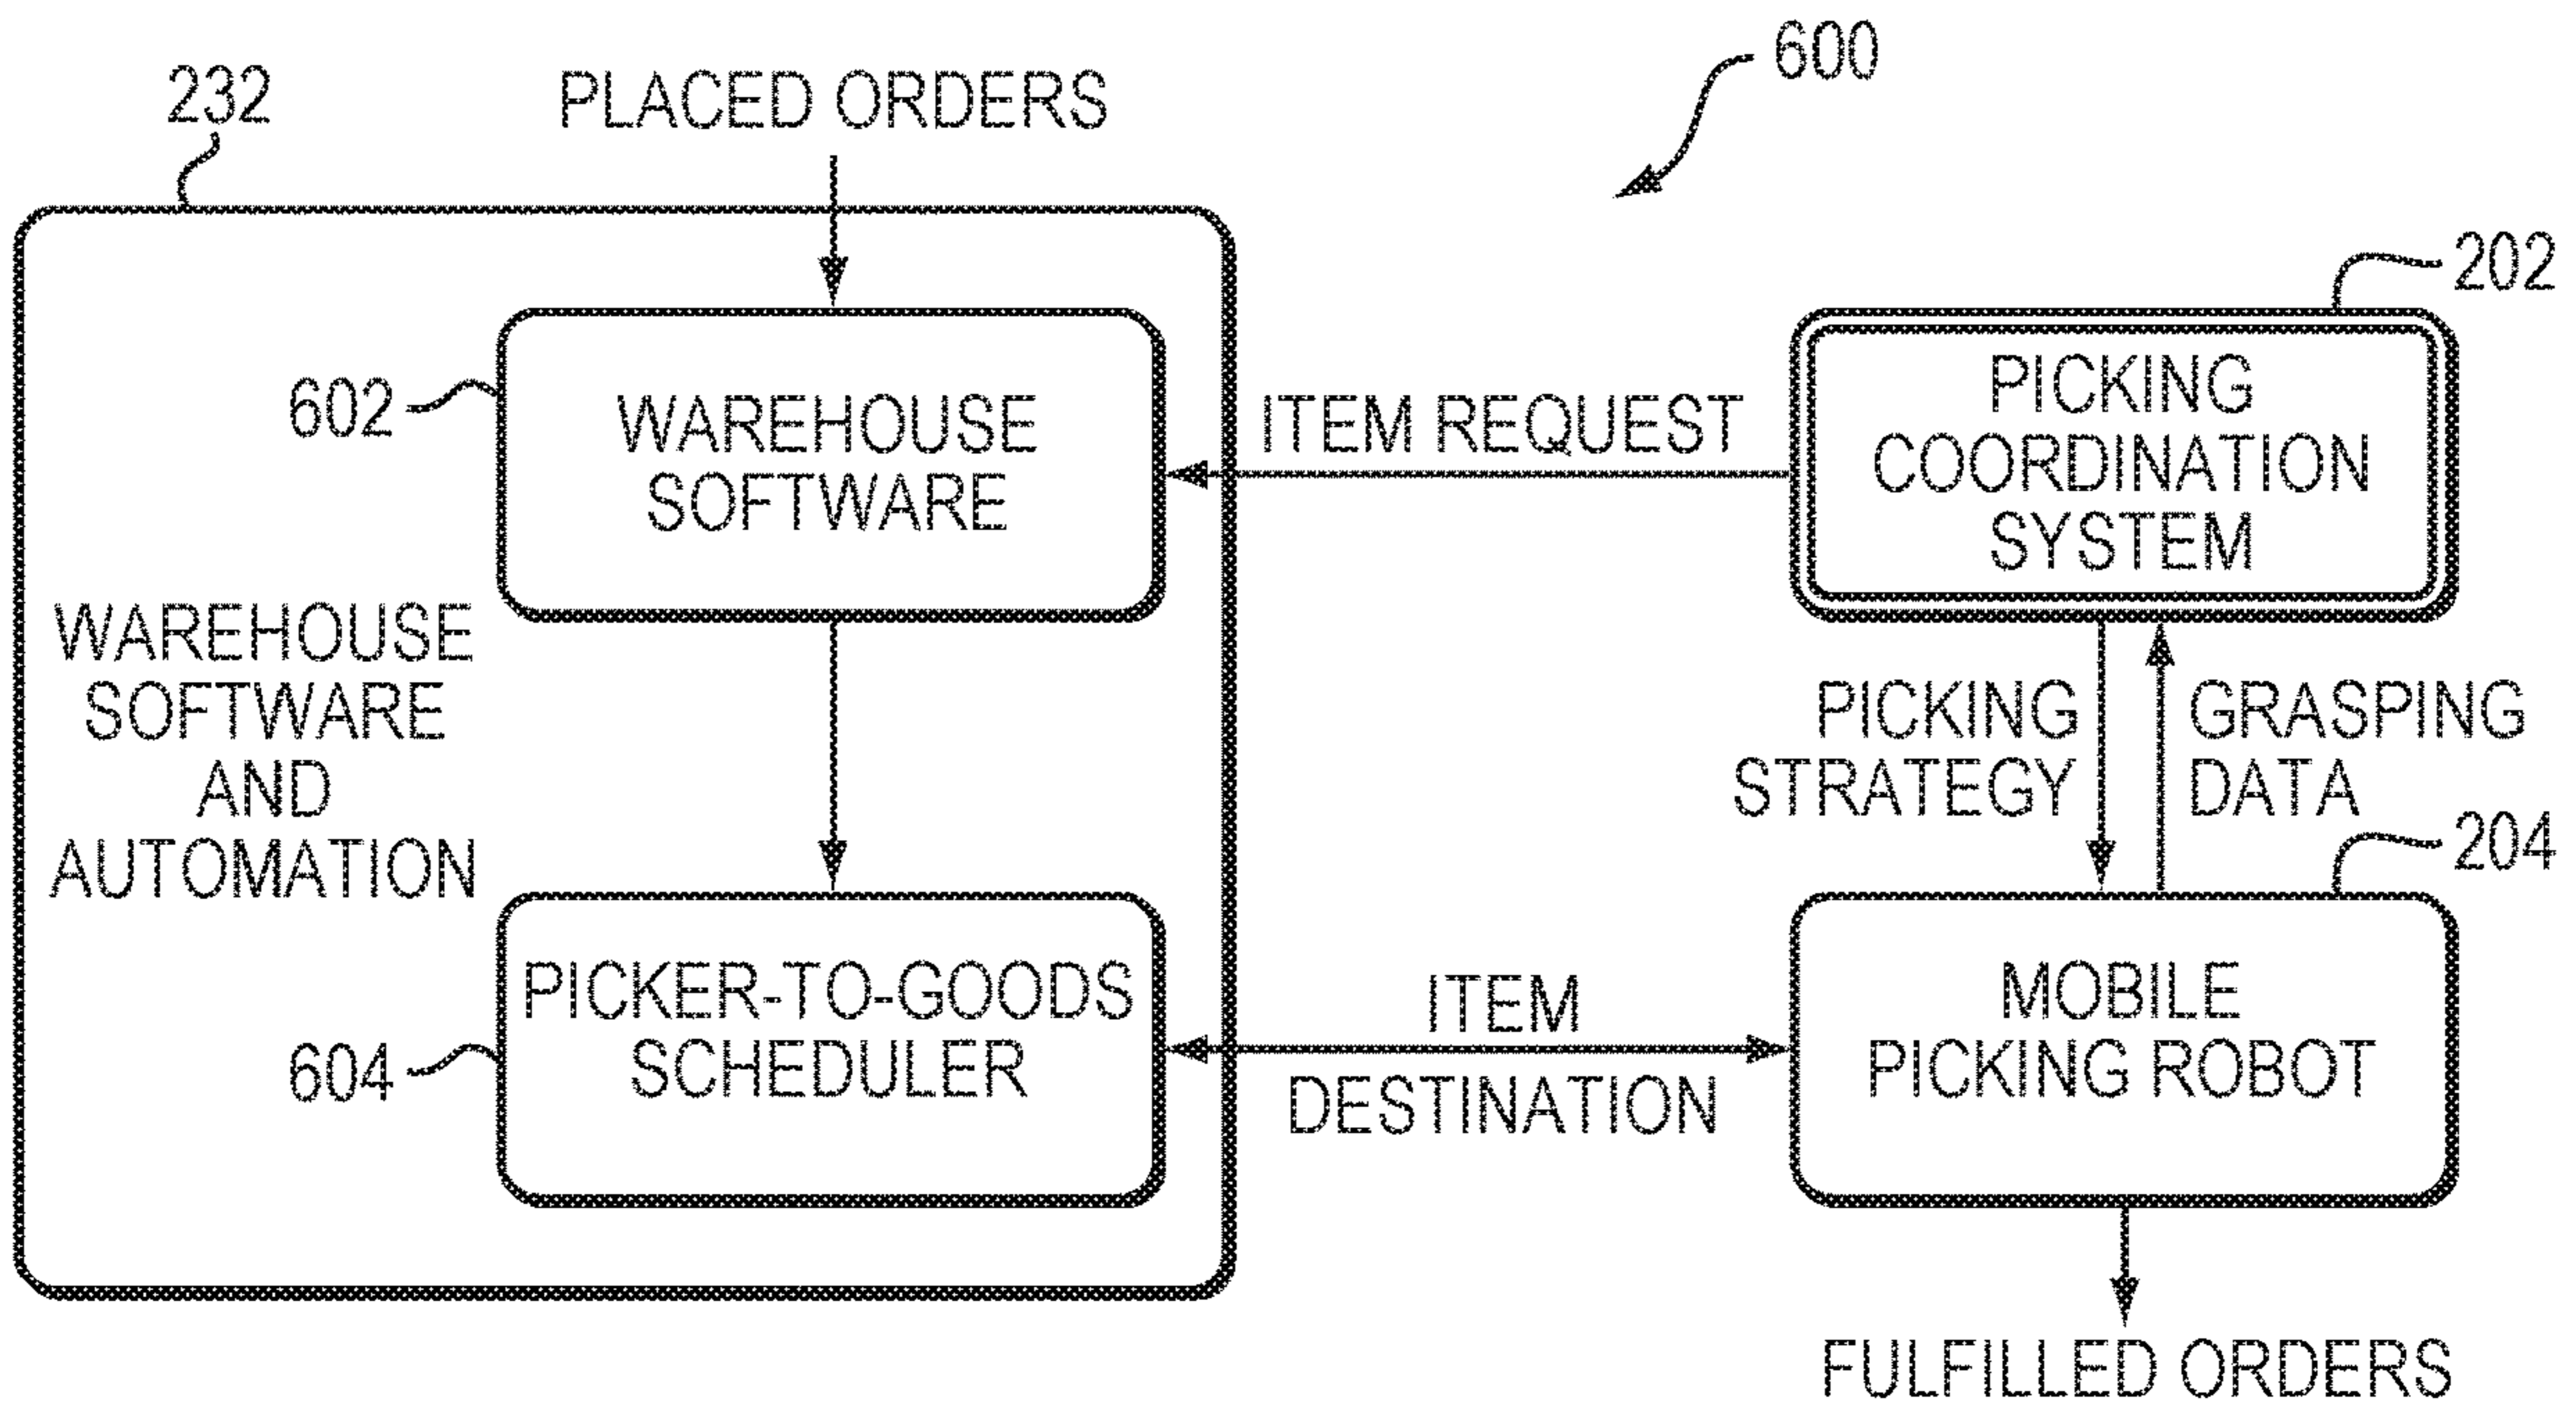 600
232
PLACED ORDERS
202
602
WAREHOUSE
SOFTWARE
ITEM REQUEST
PICKING
COORDINATION
SYSTEM
WAREHOUSE
SOFTWARE
AND
AUTOMATION
PICKING
STRATEGY
GRASPING
DATA
204
604
PICKER-TO-GOODS
SCHEDULER
ITEM
DESTINATION
MOBILE
PICKING ROBOT
FULFILLED ORDERS